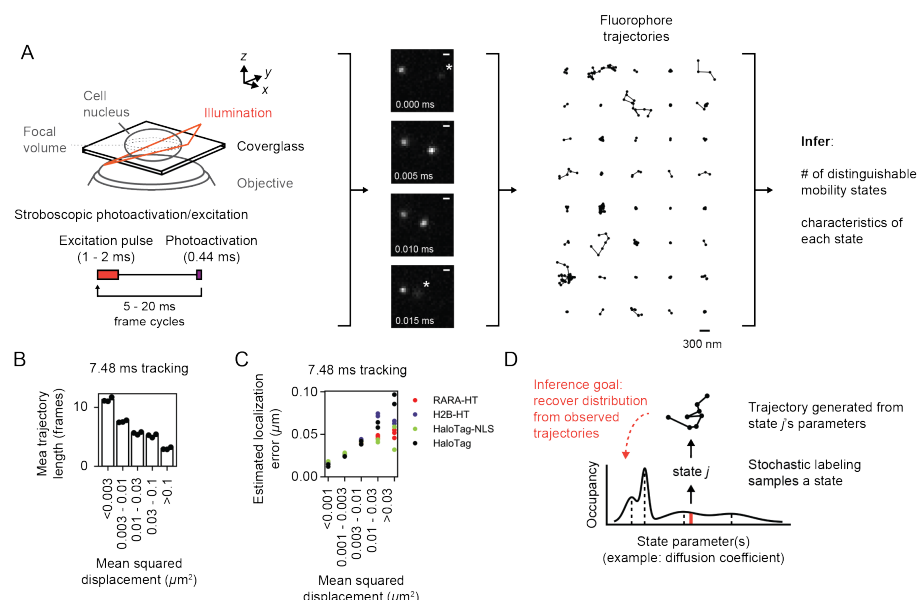 A
z
y
x
Cell
nucleus
Illumination
Focal
volume
Coverglass
Objective
Stroboscopic photoactivation/excitation
Excitation pulse
(1 - 2 ms)
Photoactivation
(0.44 ms)
5 - 20 ms
frame cycles
*
0.000 ms
0.005 ms
0.010 ms
*
0.015 ms
Fluorophore
trajectories
300 nm
Infer:
# of distinguishable
mobility states
characteristics of
each state
B
7.48 ms tracking
Mea trajectory
length (frames)
10
0
<0.003
0.003 - 0.01
0.01 - 0.03
0.03 - 0.1
>0.1
Mean squared
displacement (µm²)
C
7.48 ms tracking
Estimated localization
error (µm)
0.10
0.05
0.00
<0.001
0.001 - 0.003
0.003 - 0.01
0.01 - 0.03
>0.03
Mean squared
displacement (µm²)
RARA-HT
H2B-HT
HaloTag-NLS
HaloTag
D
Inference goal:
recover distribution
from observed
trajectories
Trajectory generated from
state j's parameters
state j
Stochastic labeling
samples a state
Occupancy
State parameter(s)
(example: diffusion coefficient)